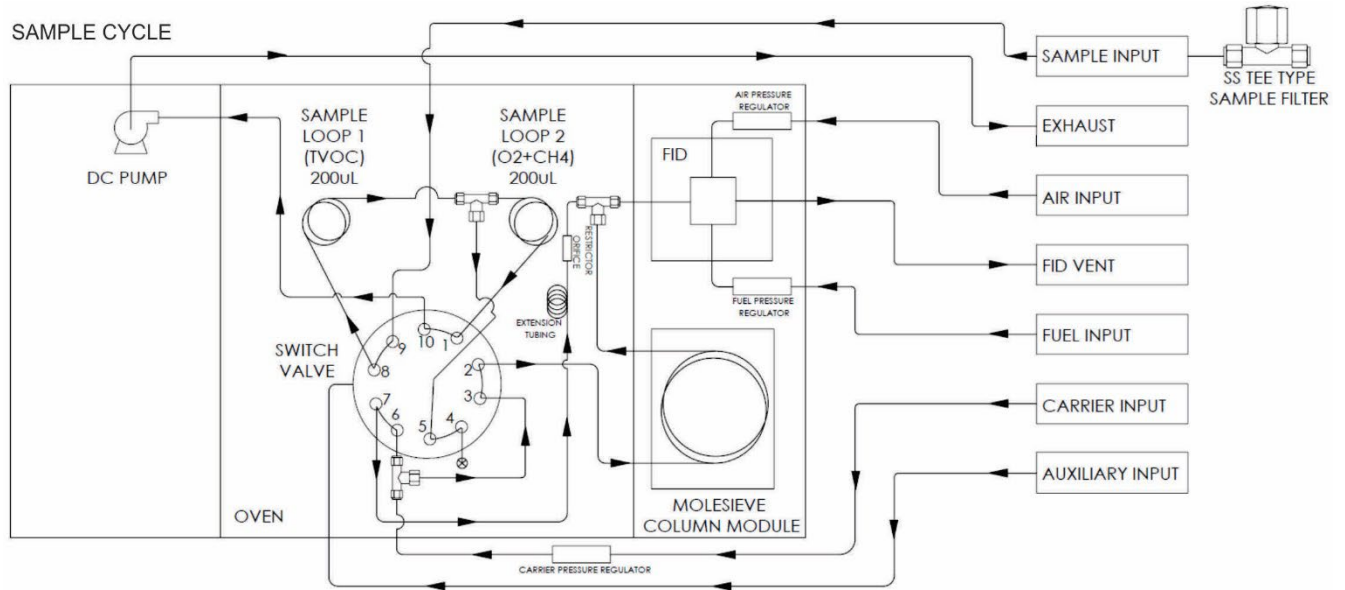 SAMPLE CYCLE
SAMPLE INPUT
SS TEE TYPE
SAMPLE FILTER
EXHAUST
AIR INPUT
FID VENT
FUEL INPUT
CARRIER INPUT
AUXILIARY INPUT
DC PUMP
SAMPLE
LOOP 1
(TVOC)
200uL
SAMPLE
LOOP 2
(O2+CH4)
200uL
AIR PRESSURE
REGULATOR
FID
FUEL PRESSURE
REGULATOR
ORIFICE
RESTRICTOR
EXTENSION
TUBING
SWITCH
VALVE
1
2
3
4
5
6
7
8
9
10
OVEN
MOLESIEVE
COLUMN MODULE
CARRIER PRESSURE REGULATOR